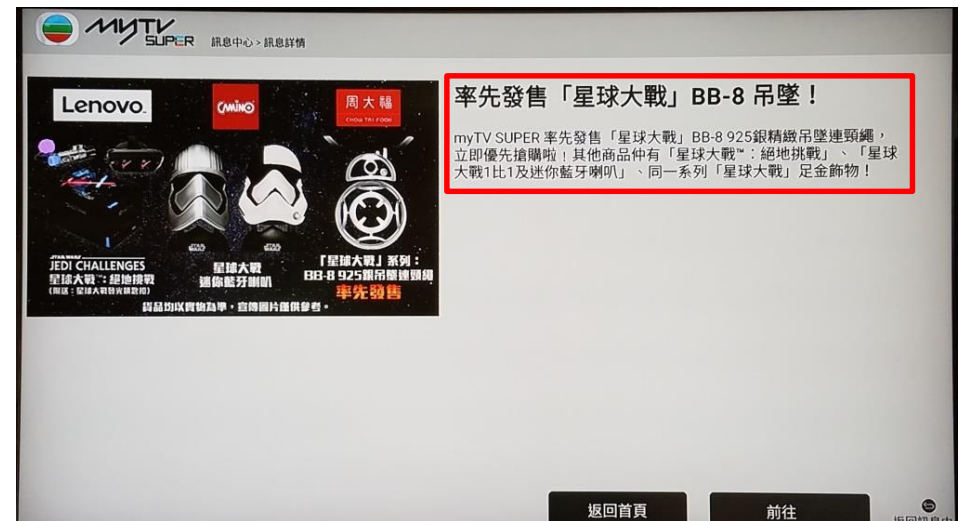 myTV SUPER
訊息中心 > 訊息詳情
Lenovo.
CAMINO
周大福
CHOW TAI FOOK
率先發售「星球大戰」BB-8 吊墜！
myTV SUPER 率先發售「星球大戰」BB-8 925銀精緻吊墜連頸繩，
立即優先搶購啦！其他商品仲有「星球大戰™：絕地挑戰」、「星球
大戰1比1及迷你藍牙喇叭」、同一系列「星球大戰」足金飾物！
STAR WARS
JEDI CHALLENGES
星球大戰™：絕地挑戰
STAR WARS
STAR WARS
星球大戰
迷你藍牙喇叭
「星球大戰」系列：
BB-8 925銀吊墜連頸繩
率先發售
貨品均以實物為準，宣傳圖片僅供參考。
返回首頁
前往